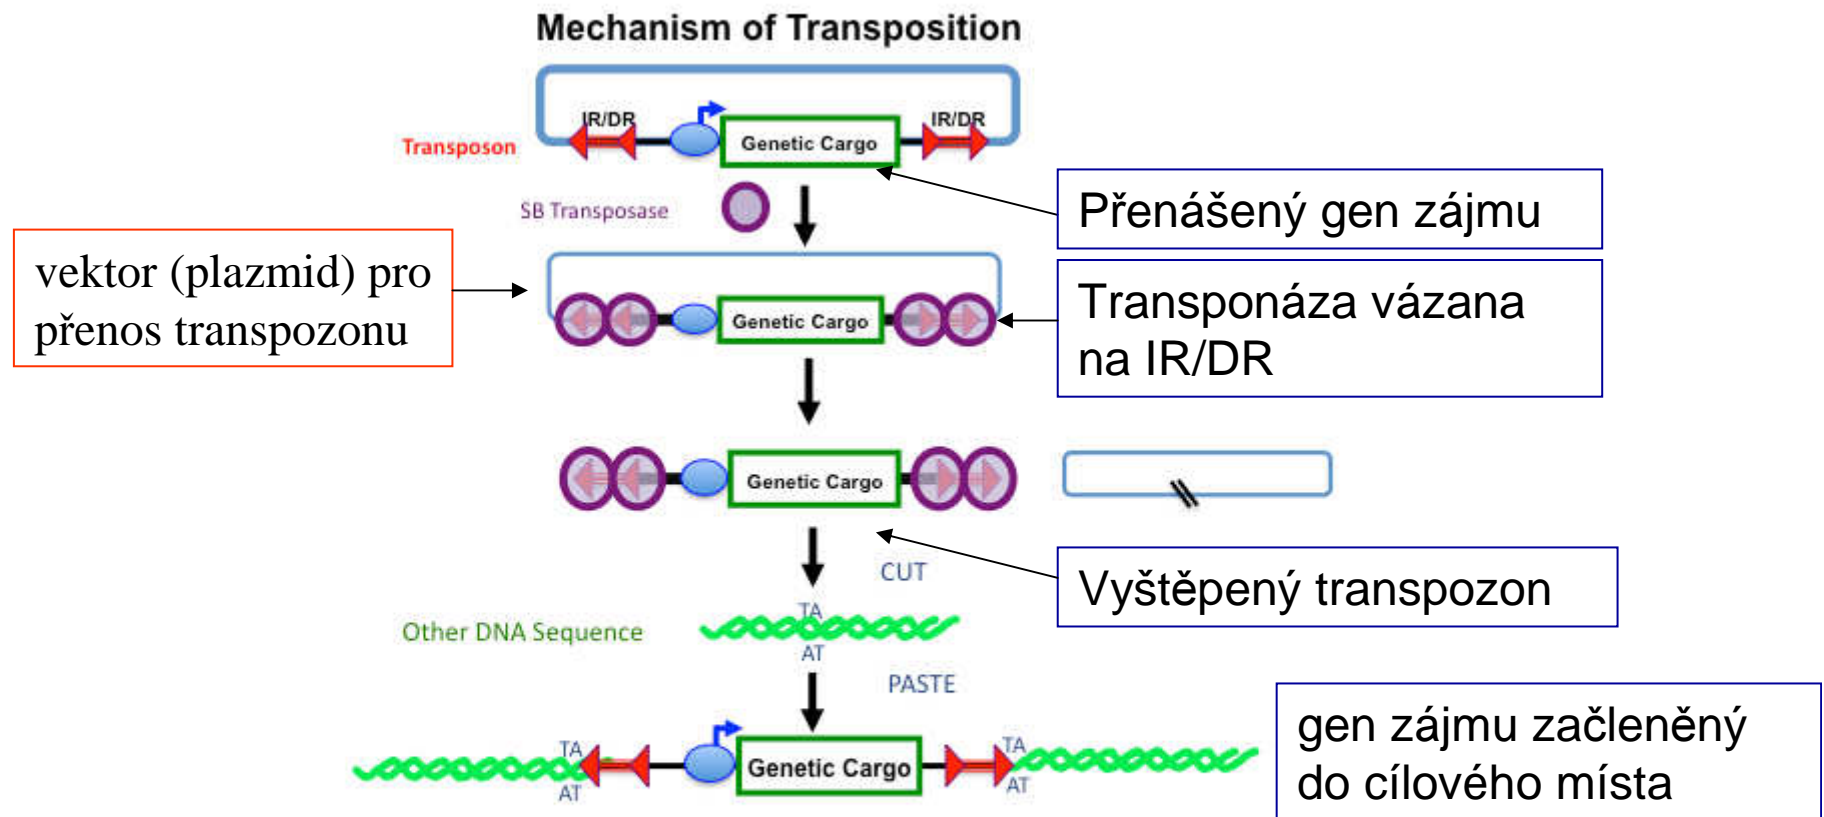 Mechanism of Transposition
IR/DR
IR/DR
Transposon
Genetic Cargo
SB Transposase
Přenášený gen zájmu
vektor (plazmid) pro
přenos transpozonu
Genetic Cargo
Transponáza vázana
na IR/DR
Genetic Cargo
CUT
Vyštěpený transpozon
TA
Other DNA Sequence
AT
PASTE
gen zájmu začleněný
do cílového místa
TA
TA
Genetic Cargo
AT
AT